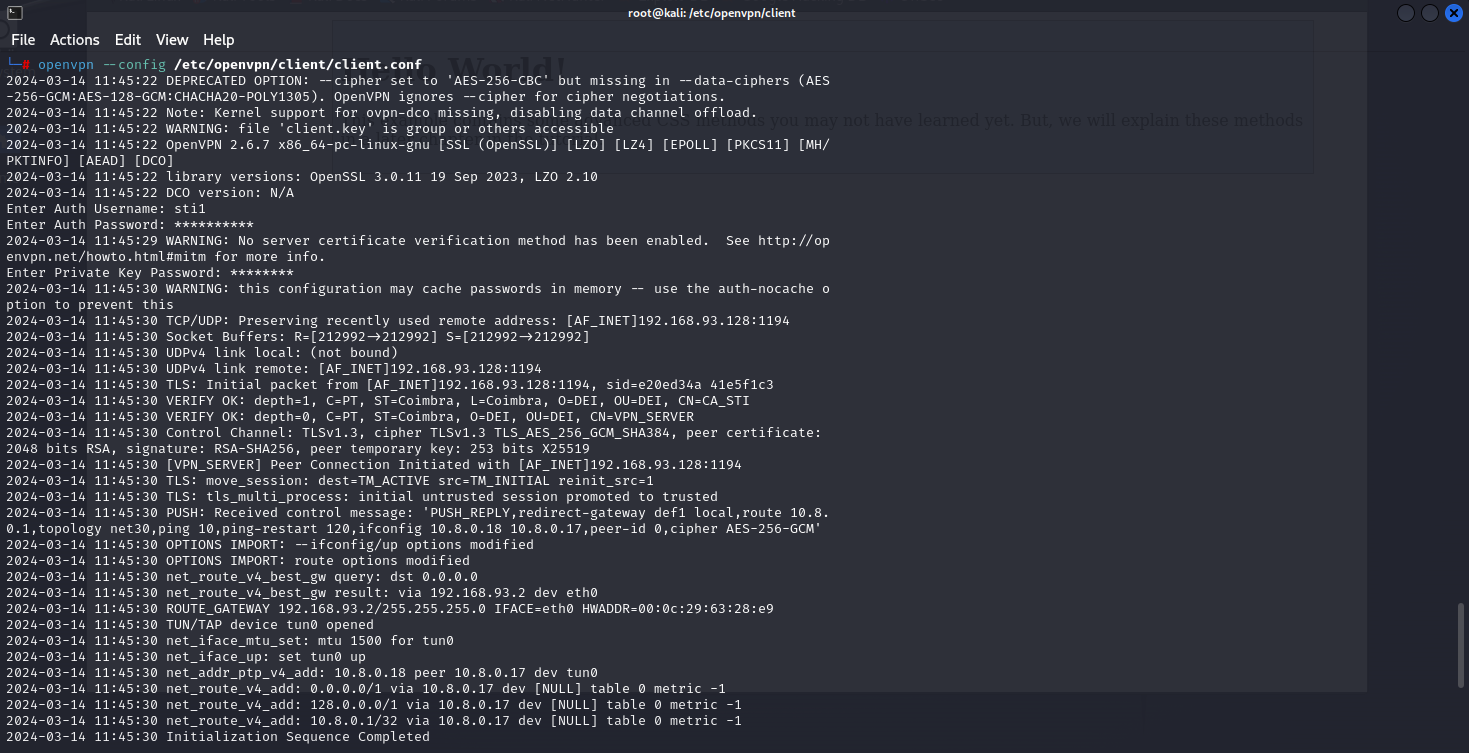 root@kali: /etc/openvpn/client
File Actions Edit View Help
└─# openvpn --config /etc/openvpn/client/client.conf
2024-03-14 11:45:22 DEPRECATED OPTION: --cipher set to 'AES-256-CBC' but missing in --data-ciphers (AES
-256-GCM:AES-128-GCM:CHACHA20-POLY1305). OpenVPN ignores --cipher for cipher negotiations.
2024-03-14 11:45:22 Note: Kernel support for ovpn-dco missing, disabling data channel offload.
2024-03-14 11:45:22 WARNING: file 'client.key' is group or others accessible
2024-03-14 11:45:22 OpenVPN 2.6.7 x86_64-pc-linux-gnu [SSL (OpenSSL)] [LZO] [LZ4] [EPOLL] [PKCS11] [MH/
PKTINFO] [AEAD] [DCO]
2024-03-14 11:45:22 library versions: OpenSSL 3.0.11 19 Sep 2023, LZO 2.10
2024-03-14 11:45:22 DCO version: N/A
Enter Auth Username: sti1
Enter Auth Password: **********
2024-03-14 11:45:29 WARNING: No server certificate verification method has been enabled.  See http://op
envpn.net/howto.html#mitm for more info.
Enter Private Key Password: ********
2024-03-14 11:45:30 WARNING: this configuration may cache passwords in memory -- use the auth-nocache o
ption to prevent this
2024-03-14 11:45:30 TCP/UDP: Preserving recently used remote address: [AF_INET]192.168.93.128:1194
2024-03-14 11:45:30 Socket Buffers: R=[212992->212992] S=[212992->212992]
2024-03-14 11:45:30 UDPv4 link local: (not bound)
2024-03-14 11:45:30 UDPv4 link remote: [AF_INET]192.168.93.128:1194
2024-03-14 11:45:30 TLS: Initial packet from [AF_INET]192.168.93.128:1194, sid=e20ed34a 41e5f1c3
2024-03-14 11:45:30 VERIFY OK: depth=1, C=PT, ST=Coimbra, L=Coimbra, O=DEI, OU=DEI, CN=CA_STI
2024-03-14 11:45:30 VERIFY OK: depth=0, C=PT, ST=Coimbra, O=DEI, OU=DEI, CN=VPN_SERVER
2024-03-14 11:45:30 Control Channel: TLSv1.3, cipher TLSv1.3 TLS_AES_256_GCM_SHA384, peer certificate:
2048 bits RSA, signature: RSA-SHA256, peer temporary key: 253 bits X25519
2024-03-14 11:45:30 [VPN_SERVER] Peer Connection Initiated with [AF_INET]192.168.93.128:1194
2024-03-14 11:45:30 TLS: move_session: dest=TM_ACTIVE src=TM_INITIAL reinit_src=1
2024-03-14 11:45:30 TLS: tls_multi_process: initial untrusted session promoted to trusted
2024-03-14 11:45:30 PUSH: Received control message: 'PUSH_REPLY,redirect-gateway def1 local,route 10.8.
0.1,topology net30,ping 10,ping-restart 120,ifconfig 10.8.0.18 10.8.0.17,peer-id 0,cipher AES-256-GCM'
2024-03-14 11:45:30 OPTIONS IMPORT: --ifconfig/up options modified
2024-03-14 11:45:30 OPTIONS IMPORT: route options modified
2024-03-14 11:45:30 net_route_v4_best_gw query: dst 0.0.0.0
2024-03-14 11:45:30 net_route_v4_best_gw result: via 192.168.93.2 dev eth0
2024-03-14 11:45:30 ROUTE_GATEWAY 192.168.93.2/255.255.255.0 IFACE=eth0 HWADDR=00:0c:29:63:28:e9
2024-03-14 11:45:30 TUN/TAP device tun0 opened
2024-03-14 11:45:30 net_iface_mtu_set: mtu 1500 for tun0
2024-03-14 11:45:30 net_iface_up: set tun0 up
2024-03-14 11:45:30 net_addr_ptp_v4_add: 10.8.0.18 peer 10.8.0.17 dev tun0
2024-03-14 11:45:30 net_route_v4_add: 0.0.0.0/1 via 10.8.0.17 dev [NULL] table 0 metric -1
2024-03-14 11:45:30 net_route_v4_add: 128.0.0.0/1 via 10.8.0.17 dev [NULL] table 0 metric -1
2024-03-14 11:45:30 net_route_v4_add: 10.8.0.1/32 via 10.8.0.17 dev [NULL] table 0 metric -1
2024-03-14 11:45:30 Initialization Sequence Completed
World!
CSS methods you may not have learned yet. But, we will explain these methods